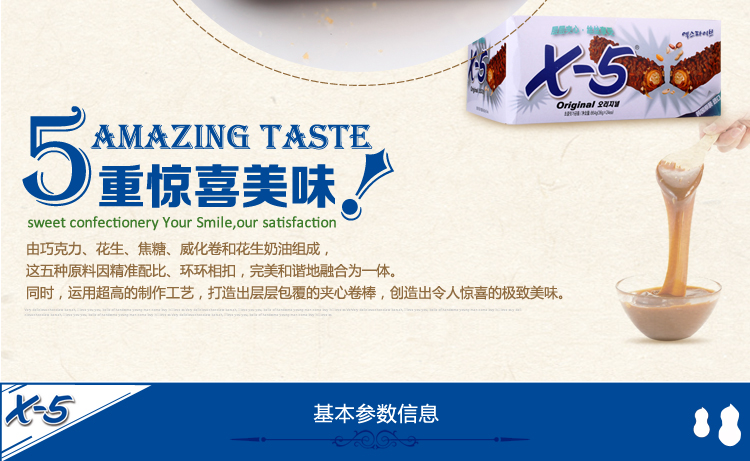 X-5
엑스파이브
Original 오리지널
5 AMAZING TASTE
重惊喜美味!
sweet confectionery Your Smile,our satisfaction
由巧克力、花生、焦糖、威化卷和花生奶油组成，
这五种原料因精准配比、环环相扣，完美和谐地融合为一体。
同时，运用超高的制作工艺，打造出层层包覆的夹心卷棒，创造出令人惊喜的极致美味。
X-5
基本参数信息